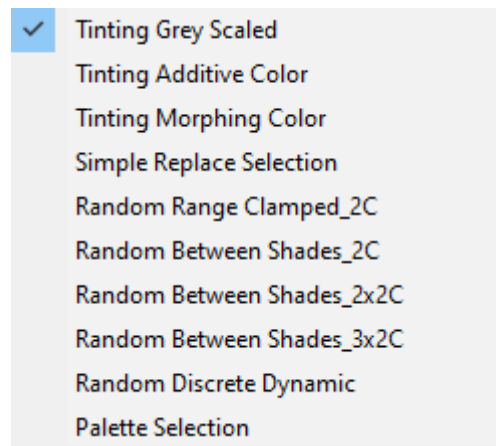 Tinting Grey Scaled
Tinting Additive Color
Tinting Morphing Color
Simple Replace Selection
Random Range Clamped_2C
Random Between Shades_2C
Random Between Shades_2x2C
Random Between Shades_3x2C
Random Discrete Dynamic
Palette Selection